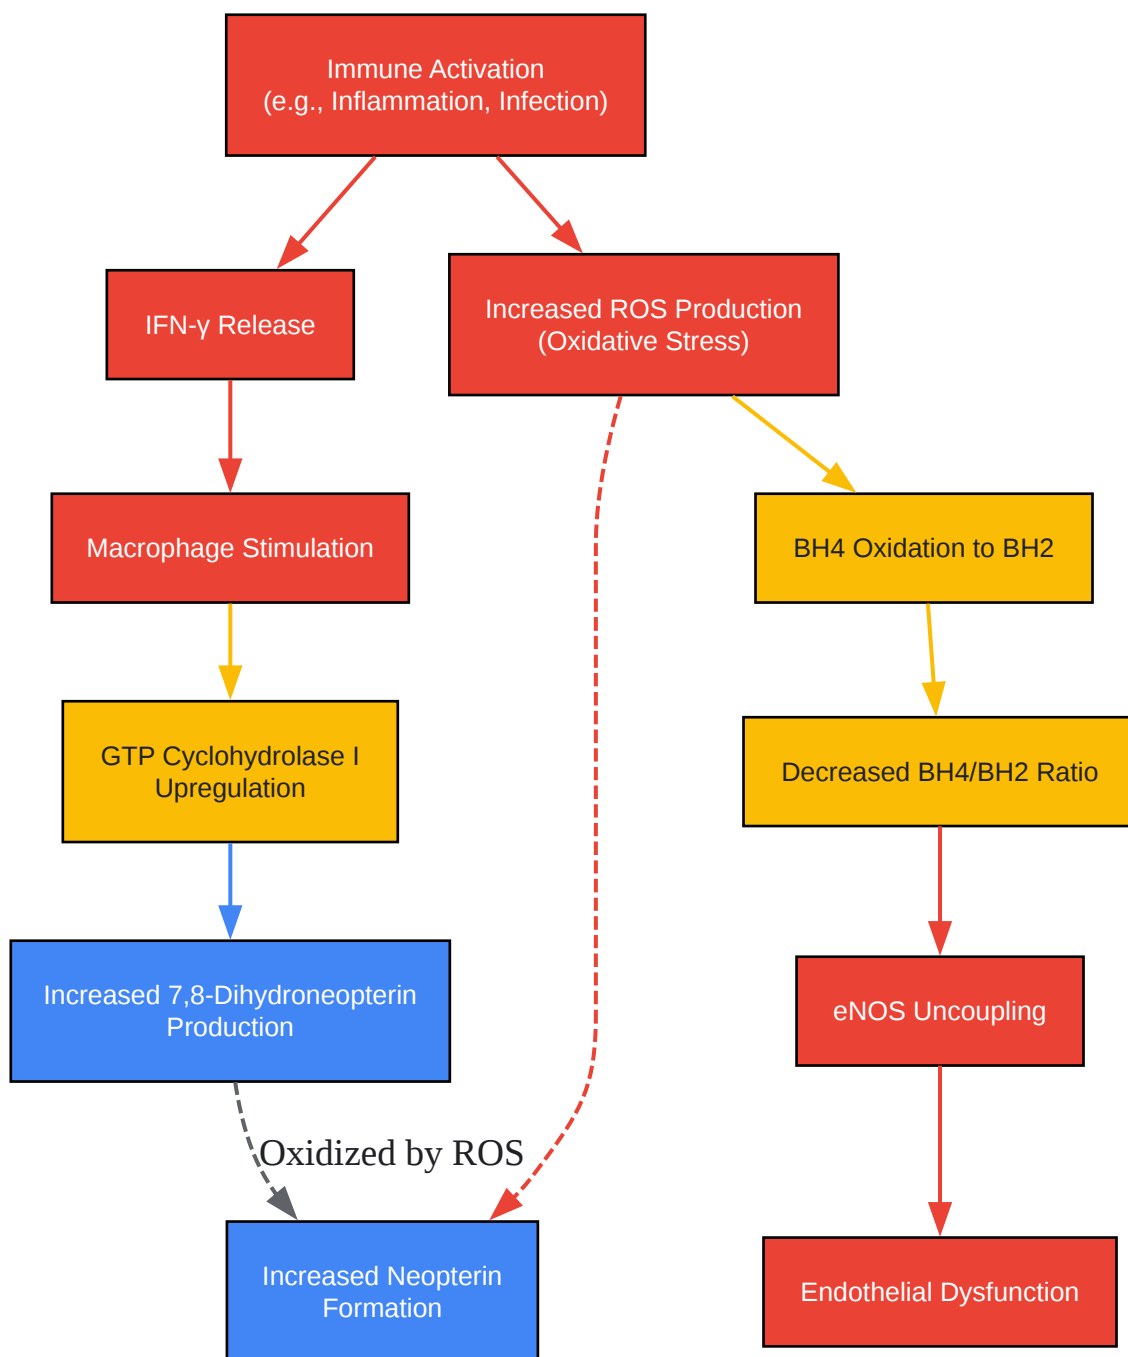 Immune Activation
(e.g., Inflammation, Infection)
IFN-γ Release
Increased ROS Production
(Oxidative Stress)
Macrophage Stimulation
BH4 Oxidation to BH2
GTP Cyclohydrolase I
Upregulation
Decreased BH4/BH2 Ratio
Increased 7,8-Dihydroneopterin
Production
eNOS Uncoupling
Oxidized by ROS
Increased Neopterin
Formation
Endothelial Dysfunction